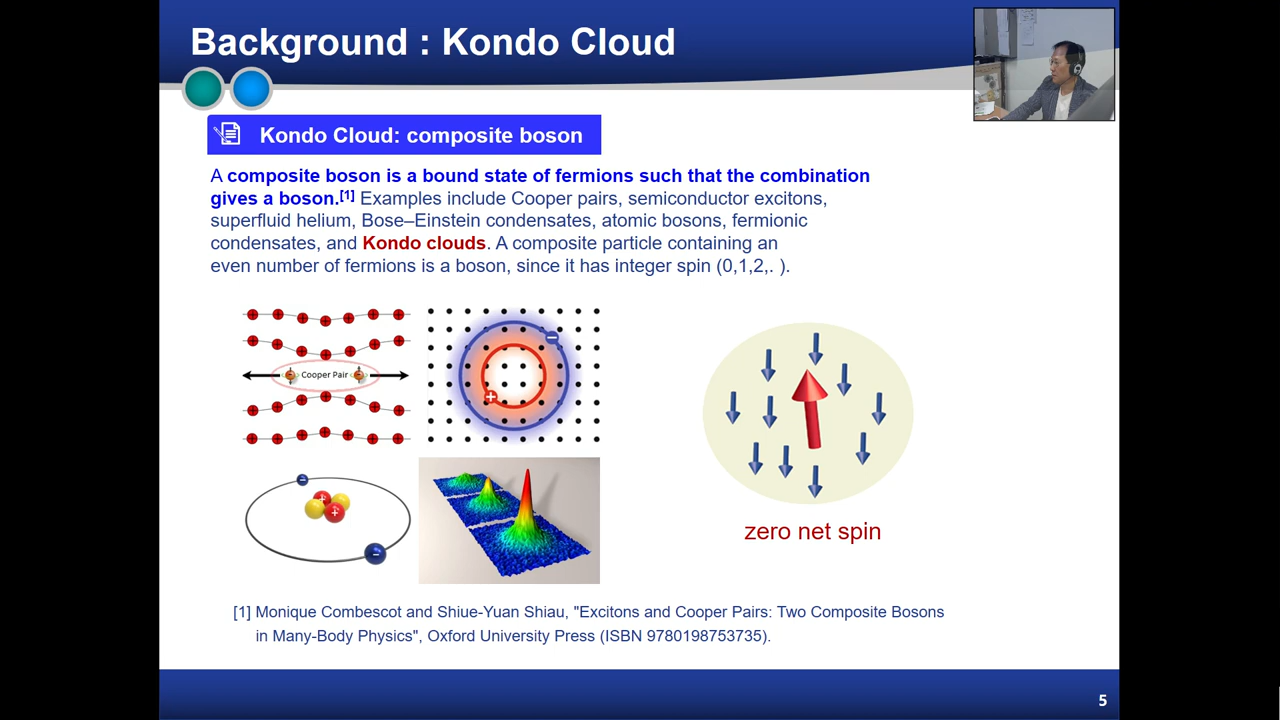 Background : Kondo Cloud
Kondo Cloud: composite boson
A composite boson is a bound state of fermions such that the combination
gives a boson.[1] Examples include Cooper pairs, semiconductor excitons,
superfluid helium, Bose–Einstein condensates, atomic bosons, fermionic
condensates, and Kondo clouds. A composite particle containing an
even number of fermions is a boson, since it has integer spin (0,1,2,. ).
Cooper Pair
zero net spin
[1] Monique Combescot and Shiue-Yuan Shiau, "Excitons and Cooper Pairs: Two Composite Bosons
in Many-Body Physics", Oxford University Press (ISBN 9780198753735).
5